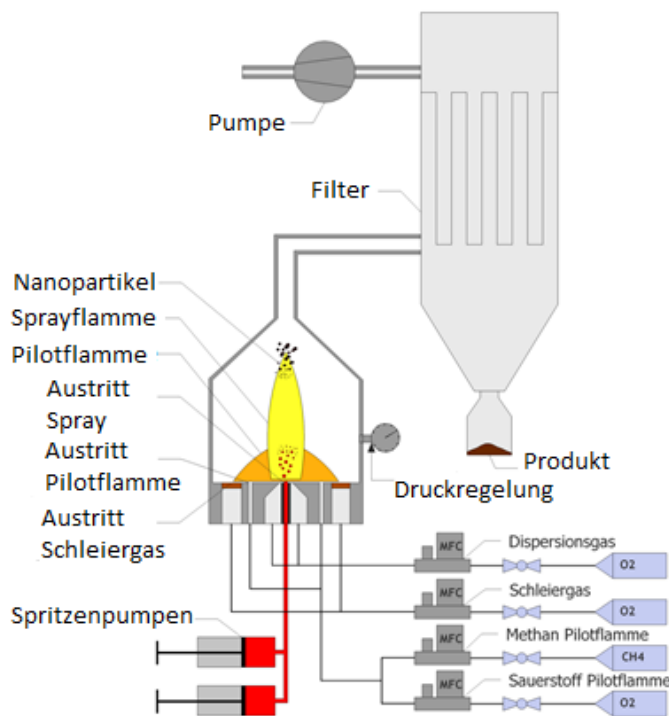 Pumpe
Filter
Nanopartikel
Sprayflamme
Pilotflamme
Austritt
Spray
Austritt
Pilotflamme
Austritt
Schleiergas
Produkt
Druckregelung
Spritzenpumpen
MFC
Dispersionsgas
O2
MFC
Schleiergas
O2
MFC
Methan Pilotflamme
CH4
MFC
Sauerstoff Pilotflamme
O2